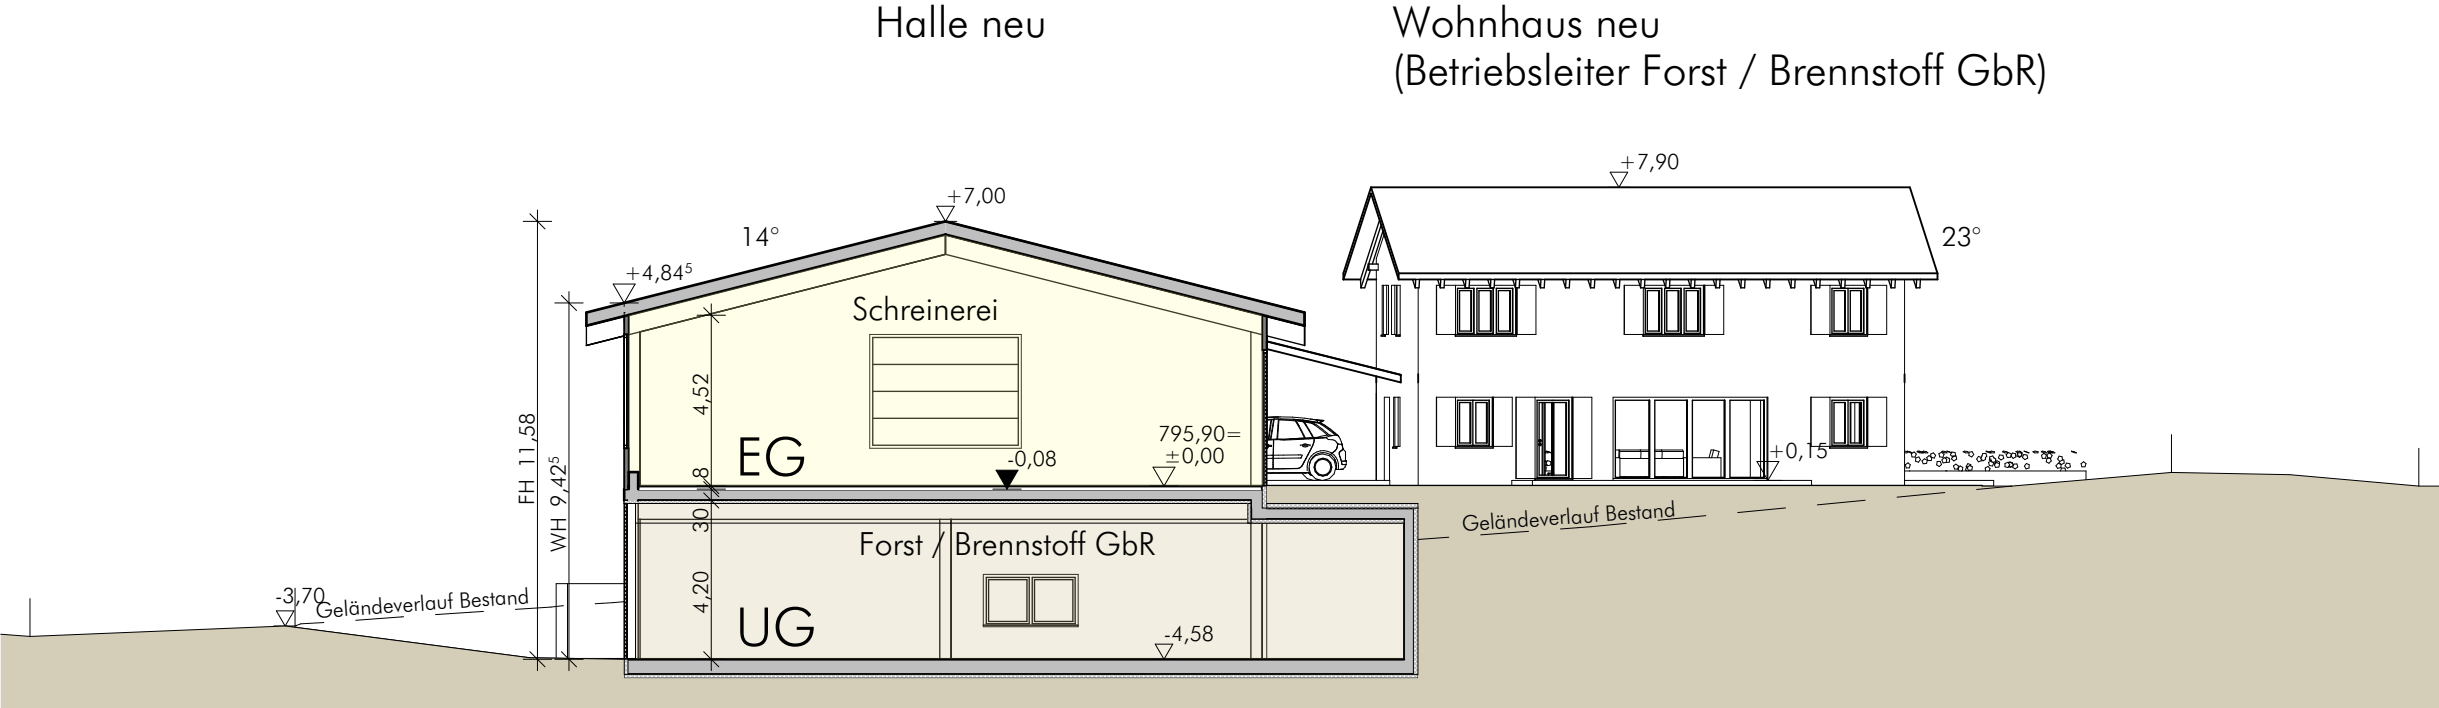 Halle neu
Wohnhaus neu
(Betriebsleiter Forst / Brennstoff GbR)
+7,90
+7,00
14°
23°
+4,84⁵
Schreinerei
4,52
FH 11,58
WH 9,42⁵
EG
8
-0,08
795,90=
±0,00
+0,15
30
Geländeverlauf Bestand
Forst / Brennstoff GbR
4,20
-3,70
Geländeverlauf Bestand
UG
-4,58